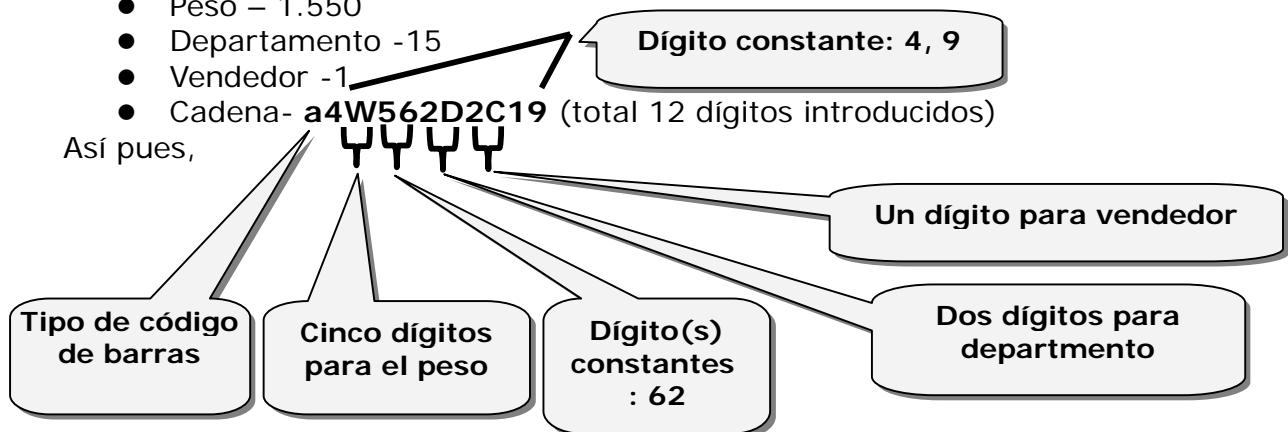 ● Peso – 1.550
● Departamento -15
● Vendedor -1
● Cadena- a4W562D2C19 (total 12 dígitos introducidos)
Así pues,
Dígito constante: 4, 9
Un dígito para vendedor
Tipo de código
de barras
Cinco dígitos
para el peso
Dígito(s)
constantes
: 62
Dos dígitos para
departmento